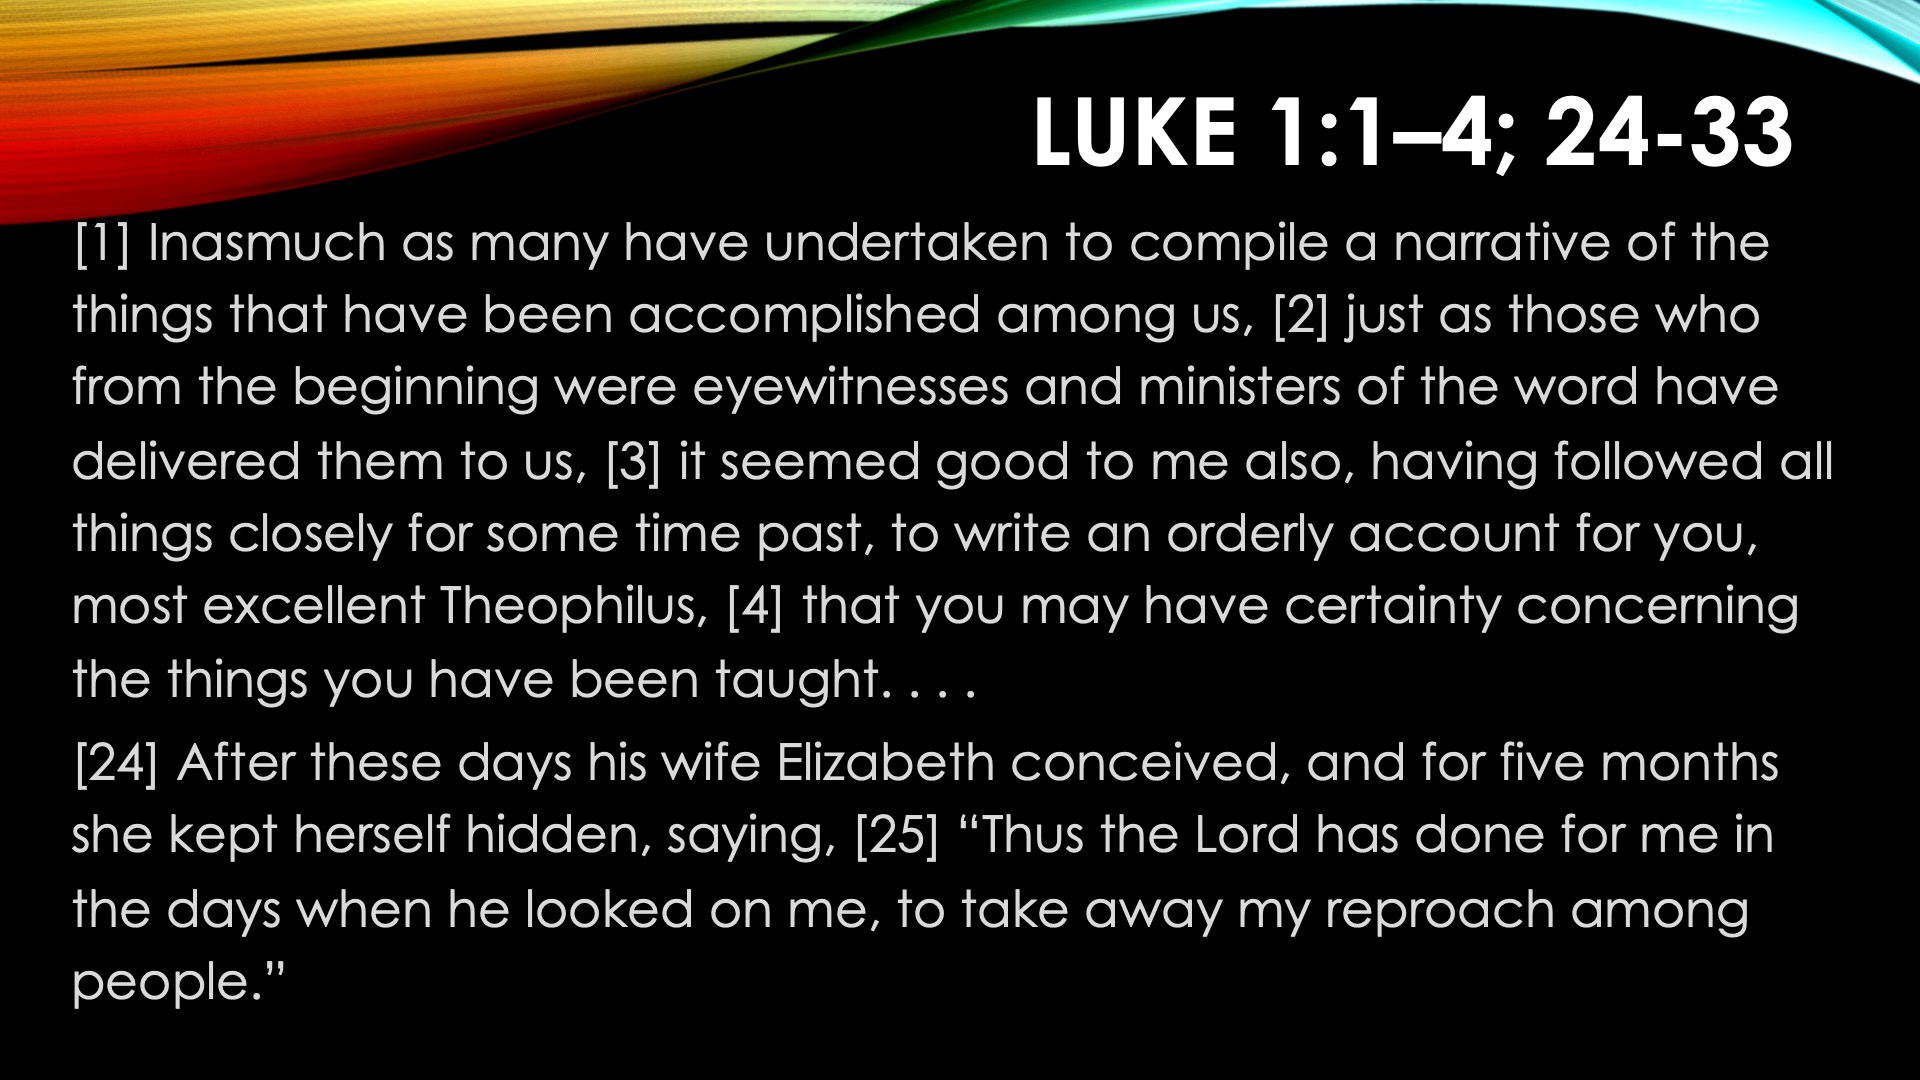 LUKE 1:1–4; 24-33
[1] Inasmuch as many have undertaken to compile a narrative of the
things that have been accomplished among us, [2] just as those who
from the beginning were eyewitnesses and ministers of the word have
delivered them to us, [3] it seemed good to me also, having followed all
things closely for some time past, to write an orderly account for you,
most excellent Theophilus, [4] that you may have certainty concerning
the things you have been taught. . . .
[24] After these days his wife Elizabeth conceived, and for five months
she kept herself hidden, saying, [25] “Thus the Lord has done for me in
the days when he looked on me, to take away my reproach among
people.”